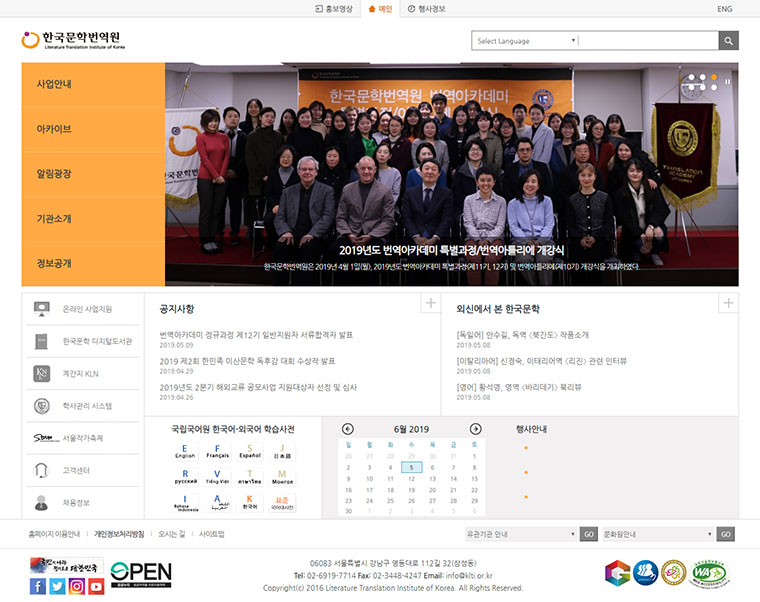 홍보영상 메인 행사정보 ENG
한국문학번역원
Literature Translation Institute of Korea
Select Language
사업안내
아카이브
알림광장
기관소개
정보공개
한국문학번역원 번역아카데미
TRANSLATION
ACADEMY
2019년도 번역아카데미 특별과정/번역아틀리에 개강식
한국문학번역원은 2019년 4월 1일(월), 2019년도 번역아카데미 특별과정(제11기, 12기) 및 번역아틀리에(제10기) 개강식을 개최하였다.
온라인 사업지원
한국문학 디지털도서관
계간지 KLN
학사관리 시스템
서울작가축제
고객센터
채용정보
공지사항
번역아카데미 정규과정 제12기 일반지원자 서류합격자 발표
2019.05.09
2019 제2회 한민족 이산문학 독후감 대회 수상작 발표
2019.04.29
2019년도 2분기 해외교류 공모사업 지원대상자 선정 및 심사
2019.04.26
외신에서 본 한국문학
[독일어] 안수길, 독역 <북간도> 작품소개
2019.05.08
[이탈리아어] 신경숙, 이태리어역 <리진> 관련 인터뷰
2019.05.08
[영어] 황석영, 영역 <바리데기> 북리뷰
2019.05.08
국립국어원 한국어-외국어 학습사전
E F S J
English Français Español 日本語
R V T M
русский Tiếng Việt ภาษาไทย Монгол
I A K 표준
Bahasa Indonesia العربية 한국어 국어대사전
6월 2019
일 월 화 수 목 금 토
26 27 28 29 30 31 1
2 3 4 5 6 7 8
9 10 11 12 13 14 15
16 17 18 19 20 21 22
23 24 25 26 27 28 29
30 1 2 3 4 5 6
행사안내
홈페이지 이용안내 | 개인정보처리방침 | 오시는 길 | 사이트맵
유관기관 안내 GO 문화원 안내 GO
대한민국
OPEN
06083 서울특별시 강남구 영동대로 112길 32(삼성동)
Tel: 02-6919-7714 Fax: 02-3448-4247 Email: info@klti.or.kr
Copyright(c) 2016 Literature Translation Institute of Korea. All Rights Reserved.
WA